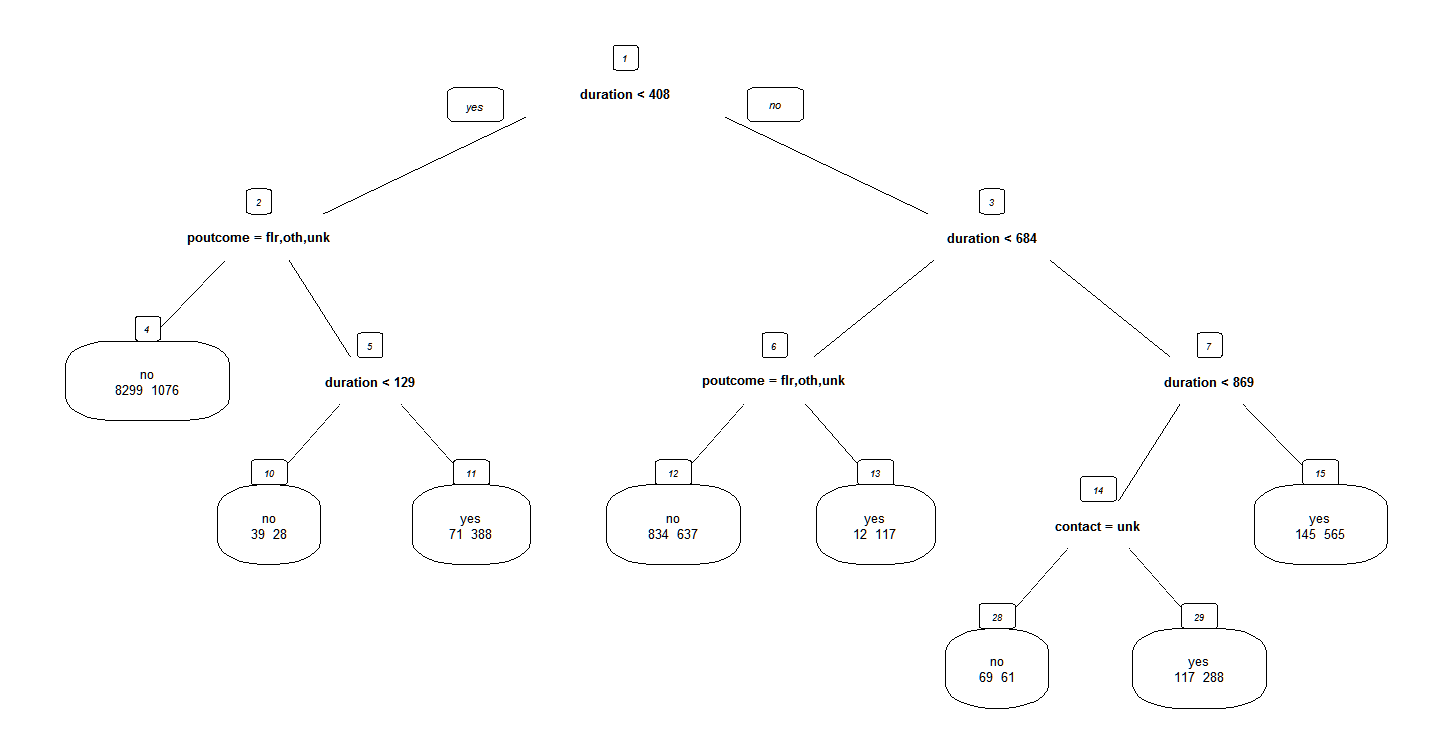 1
duration < 408
yes
no
2
poutcome = flr,oth,unk
3
duration < 684
4
no
8299 1076
5
duration < 129
6
poutcome = flr,oth,unk
7
duration < 869
10
no
39 28
11
yes
71 388
12
no
834 637
13
yes
12 117
14
contact = unk
15
yes
145 565
28
no
69 61
29
yes
117 288